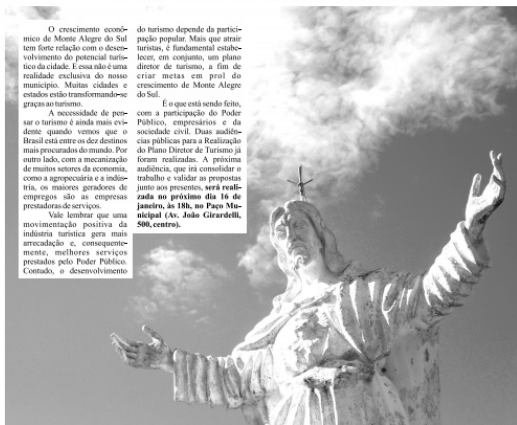 O crescimento econô-
mico de Monte Alegre do Sul
tem forte relação com o desen-
volvimento do potencial turís-
tico da cidade. E essa não é uma
realidade exclusiva do nosso
município. Muitas cidades e
estados estão transformando-se
graças ao turismo.
A necessidade de pen-
sar o turismo é ainda mais evi-
dente quando vemos que o
Brasil está entre os dez destinos
mais procurados do mundo. Por
outro lado, com a mecanização
de muitos setores da economia,
como a agropecuária e a indús-
tria, os maiores geradores de
empregos são as empresas
prestadoras de serviços.
Vale lembrar que uma
movimentação positiva da
indústria turística gera mais
arrecadação e, consequente-
mente, melhores serviços
prestados pelo Poder Público.
Contudo, o desenvolvimento
do turismo depende da partici-
pação popular. Mais que atrair
turistas, é fundamental estabe-
lecer, em conjunto, um plano
diretor de turismo, a fim de
criar metas em prol do
crescimento de Monte Alegre
do Sul.
É o que está sendo feito,
com a participação do Poder
Público, empresários e da
sociedade civil. Duas audiên-
cias públicas para a Realização
do Plano Diretor de Turismo já
foram realizadas. A próxima
audiência, que irá consolidar o
trabalho e validar as propostas
junto aos presentes, será reali-
zada no próximo dia 16 de
janeiro, às 18h, no Paço Mu-
nicipal (Av. João Girardelli,
500, centro).